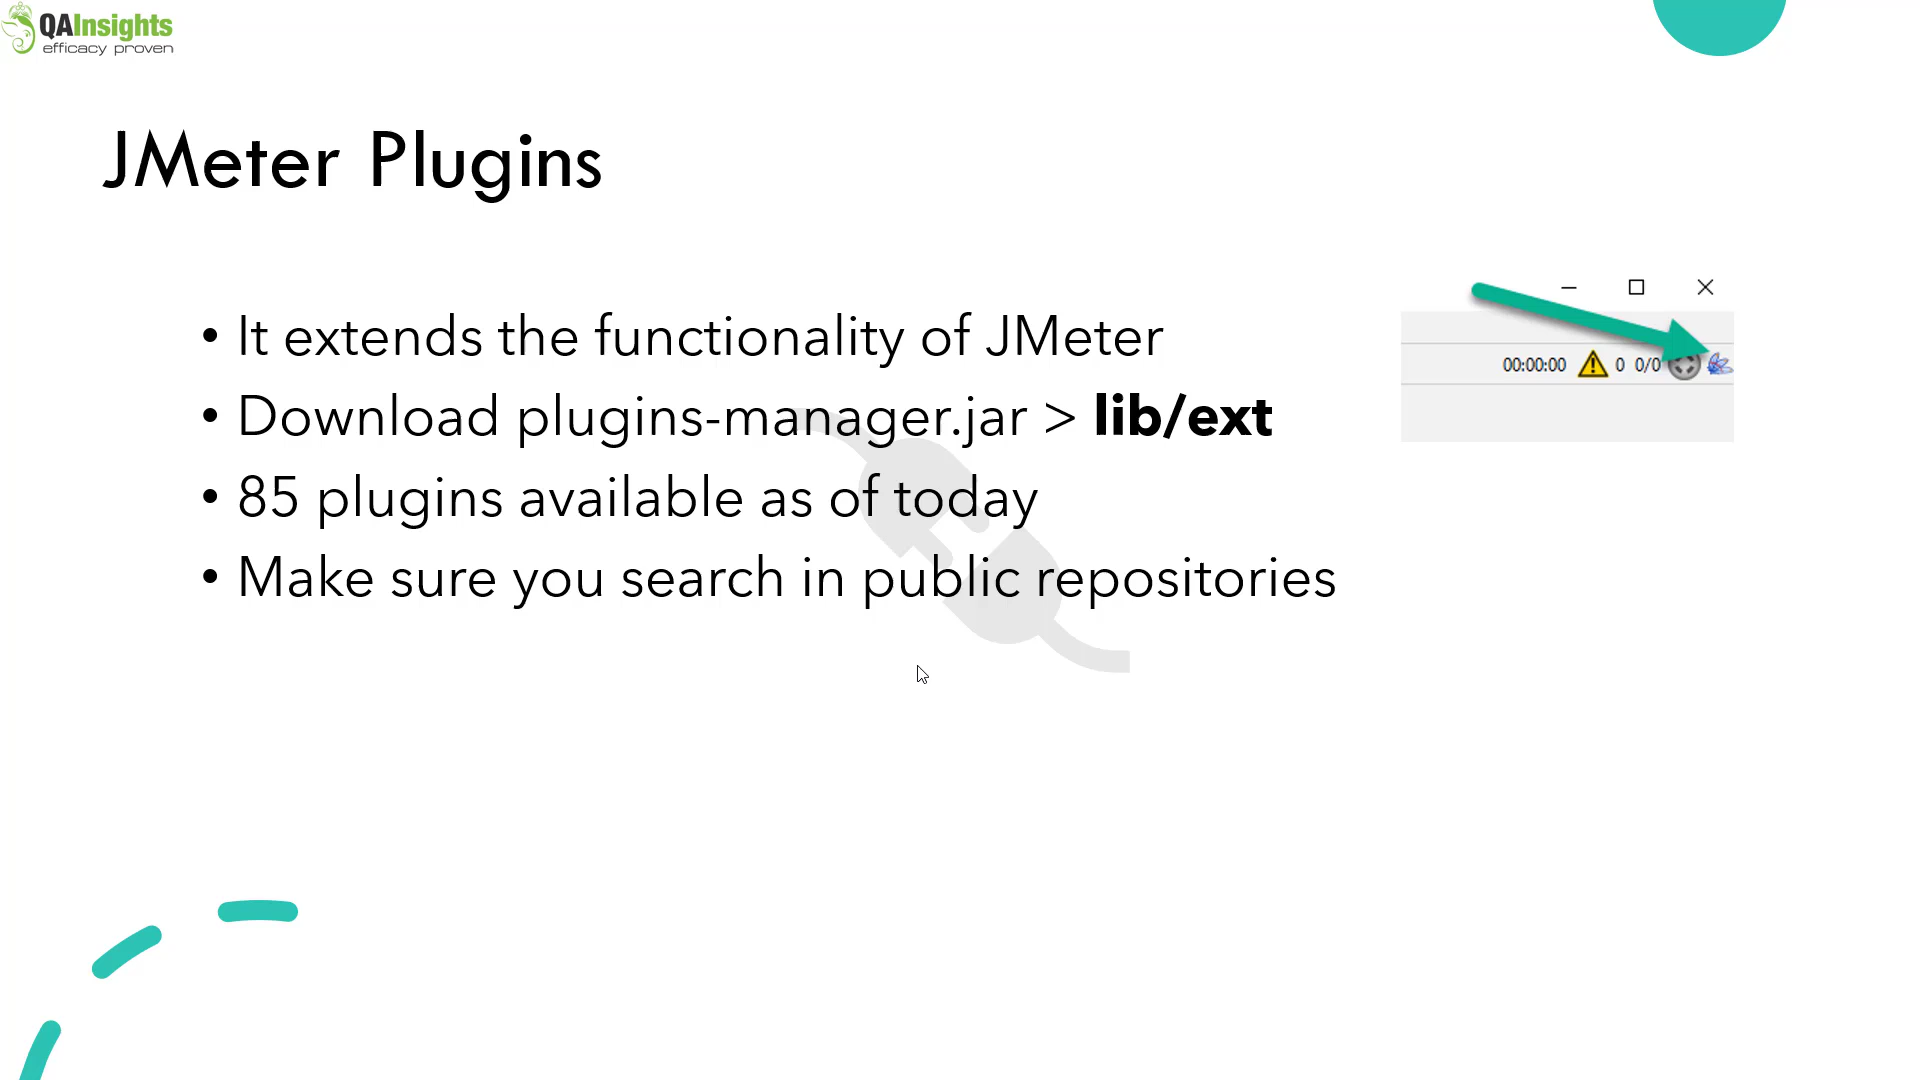 QAInsights
efficacy proven
JMeter Plugins
• It extends the functionality of JMeter
• Download plugins-manager.jar > lib/ext
• 85 plugins available as of today
• Make sure you search in public repositories
00:00:00 0 0/0